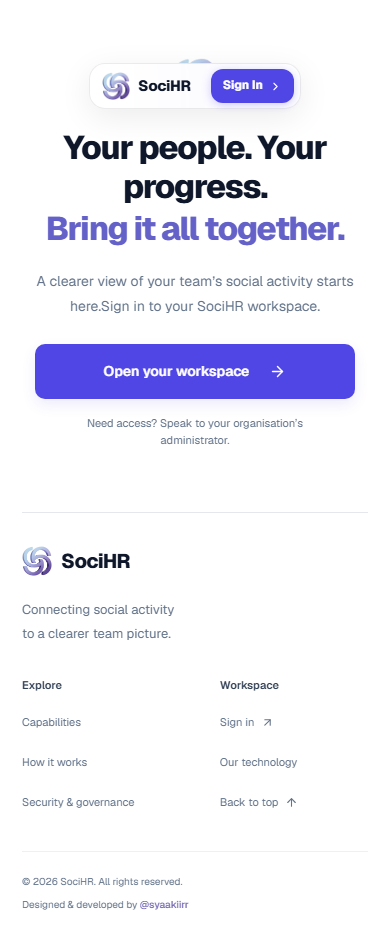 SociHR
Sign In
Your people. Your
progress.
Bring it all together.
A clearer view of your team's social activity starts
here.Sign in to your SociHR workspace.
Open your workspace
Need access? Speak to your organisation's
administrator.
SociHR
Connecting social activity
to a clearer team picture.
Explore
Workspace
Capabilities
Sign in
How it works
Our technology
Security & governance
Back to top
© 2026 SociHR. All rights reserved.
Designed & developed by @syaakiirr